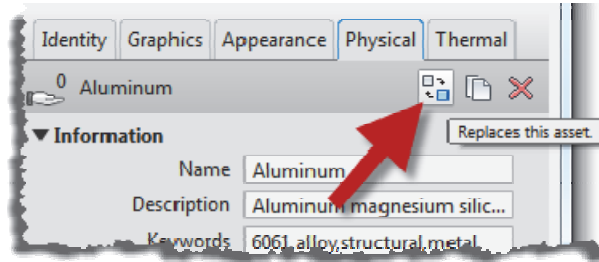 Identity Graphics Appearance Physical Thermal
0 Aluminum
Replaces this asset.
Information
Name Aluminum
Description Aluminum magnesium silic...
Keywords 6061,alloy,structural,metal